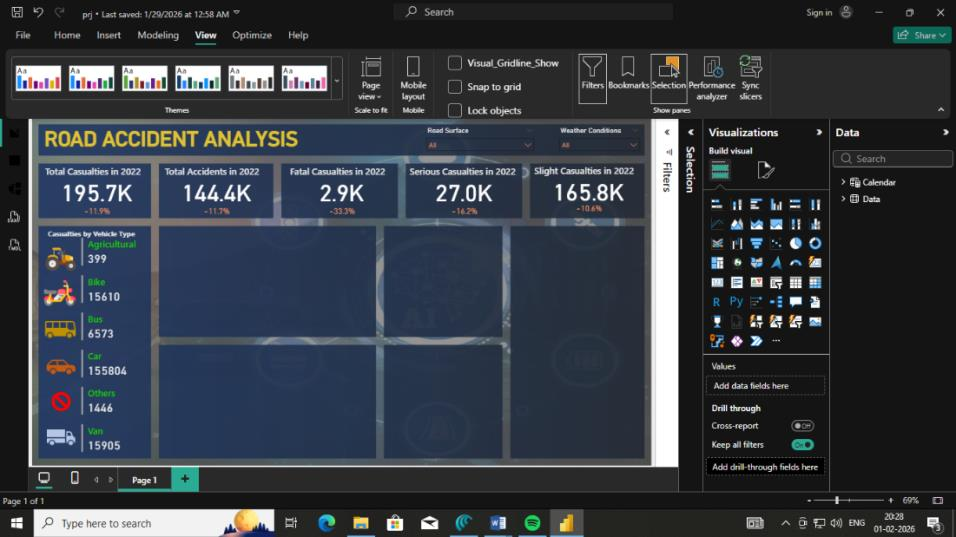 prj • Last saved: 1/29/2026 at 12:58 AM
Search
Sign in
File Home Insert Modeling View Optimize Help
Share
Aa Aa Aa Aa Aa Aa
Page view
Mobile layout
Visual_Gridline_Show
Snap to grid
Lock objects
Filters Bookmarks Selection Performance analyzer Sync slicers
Themes Scale to fit Mobile Show panes
ROAD ACCIDENT ANALYSIS
Road Surface
All
Weather Conditions
All
Total Casualties in 2022
195.7K
-11.9%
Total Accidents in 2022
144.4K
-11.7%
Fatal Casualties in 2022
2.9K
-33.3%
Serious Casualties in 2022
27.0K
-16.2%
Slight Casualties in 2022
165.8K
-10.6%
Casualties by Vehicle Type
Agricultural
399
Bike
15610
Bus
6573
Car
155804
Others
1446
Van
15905
Filters
Selection
Visualizations
Build visual
R Py
Values
Add data fields here
Drill through
Cross-report Off
Keep all filters On
Add drill-through fields here
Data
Search
Calendar
Data
Page 1
Page 1 of 1
69%
Type here to search
ENG
20:28
01-02-2026